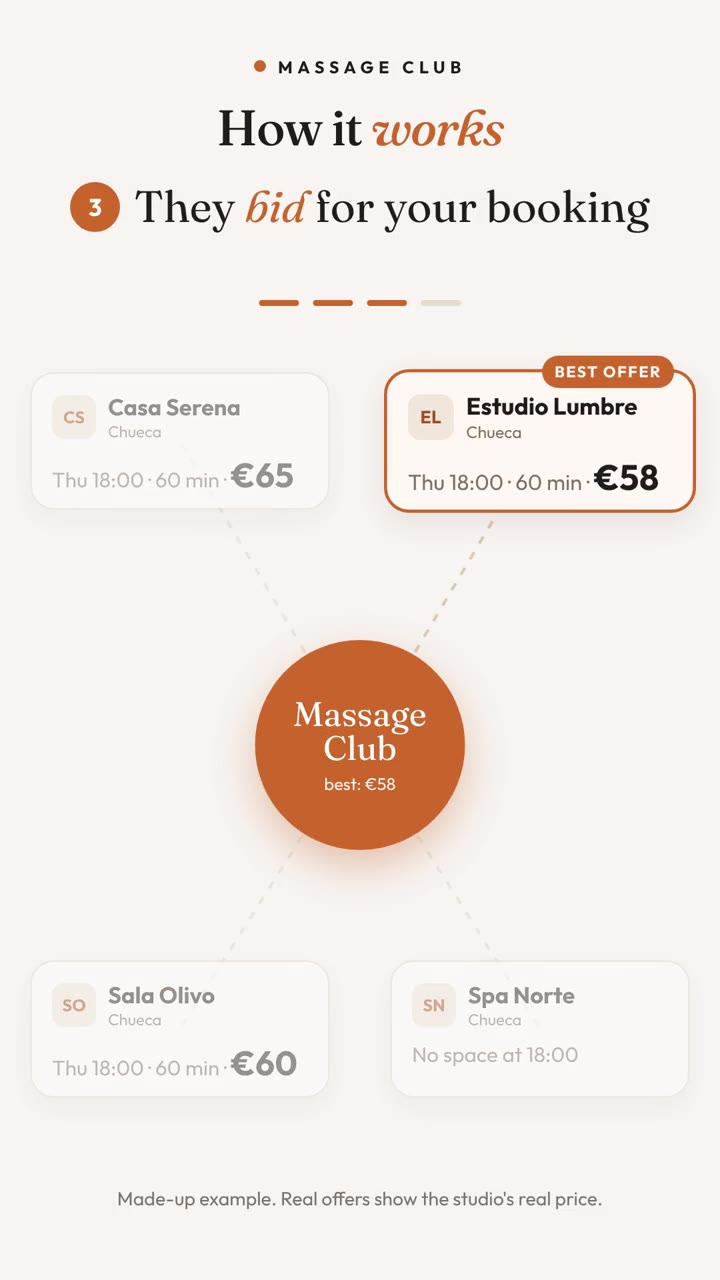 MASSAGE CLUB
How it works
3 They bid for your booking
CS Casa Serena
Chueca
Thu 18:00 · 60 min · €65
BEST OFFER
EL Estudio Lumbre
Chueca
Thu 18:00 · 60 min · €58
Massage
Club
best: €58
SO Sala Olivo
Chueca
Thu 18:00 · 60 min · €60
SN Spa Norte
Chueca
No space at 18:00
Made-up example. Real offers show the studio's real price.